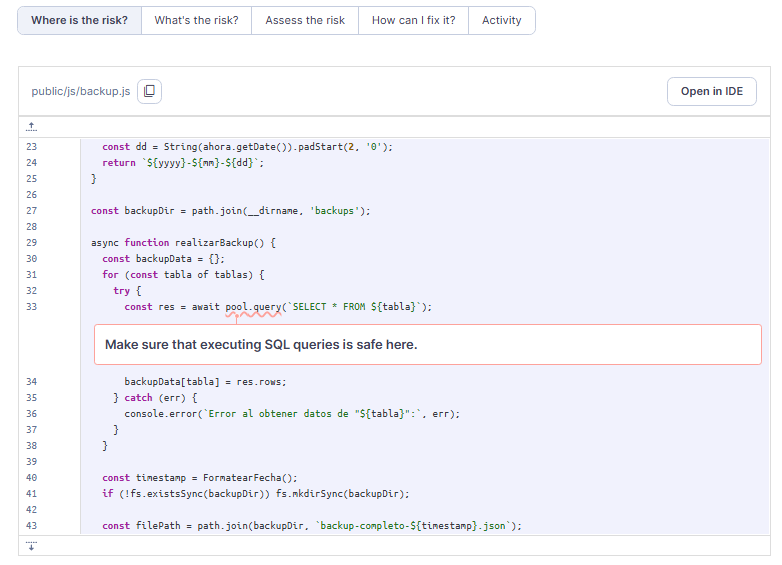 Where is the risk? What's the risk? Assess the risk How can I fix it? Activity
public/js/backup.js Open in IDE
23 const dd = String(ahora.getDate()).padStart(2, '0');
24 return `${yyyy}-${mm}-${dd}`;
25 }
26
27 const backupDir = path.join(__dirname, 'backups');
28
29 async function realizarBackup() {
30 const backupData = {};
31 for (const tabla of tablas) {
32 try {
33 const res = await pool.query(`SELECT * FROM ${tabla}`);
Make sure that executing SQL queries is safe here.
34 backupData[tabla] = res.rows;
35 } catch (err) {
36 console.error(`Error al obtener datos de "${tabla}":`, err);
37 }
38 }
39
40 const timestamp = FormatearFecha();
41 if (!fs.existsSync(backupDir)) fs.mkdirSync(backupDir);
42
43 const filePath = path.join(backupDir, `backup-completo-${timestamp}.json`);